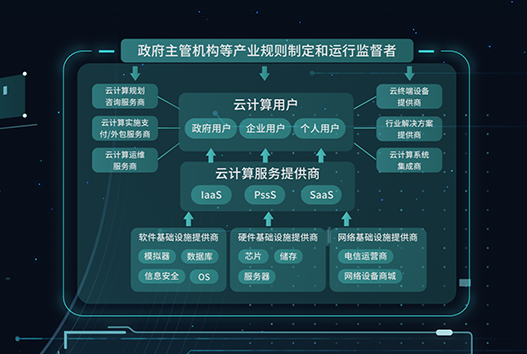 政府主管机构等产业规则制定和运行监督者
云计算规划
咨询服务商
云计算实施支
付/外包服务商
云计算运维
服务商
云计算用户
政府用户 企业用户 个人用户
云终端设备
提供商
行业解决方案
提供商
云计算系统
集成商
云计算服务提供商
IaaS PssS SaaS
软件基础设施提供商
模拟器 数据库
信息安全 OS
硬件基础设施提供商
芯片 储存
服务器
网络基础设施提供商
电信运营商
网络设备商城